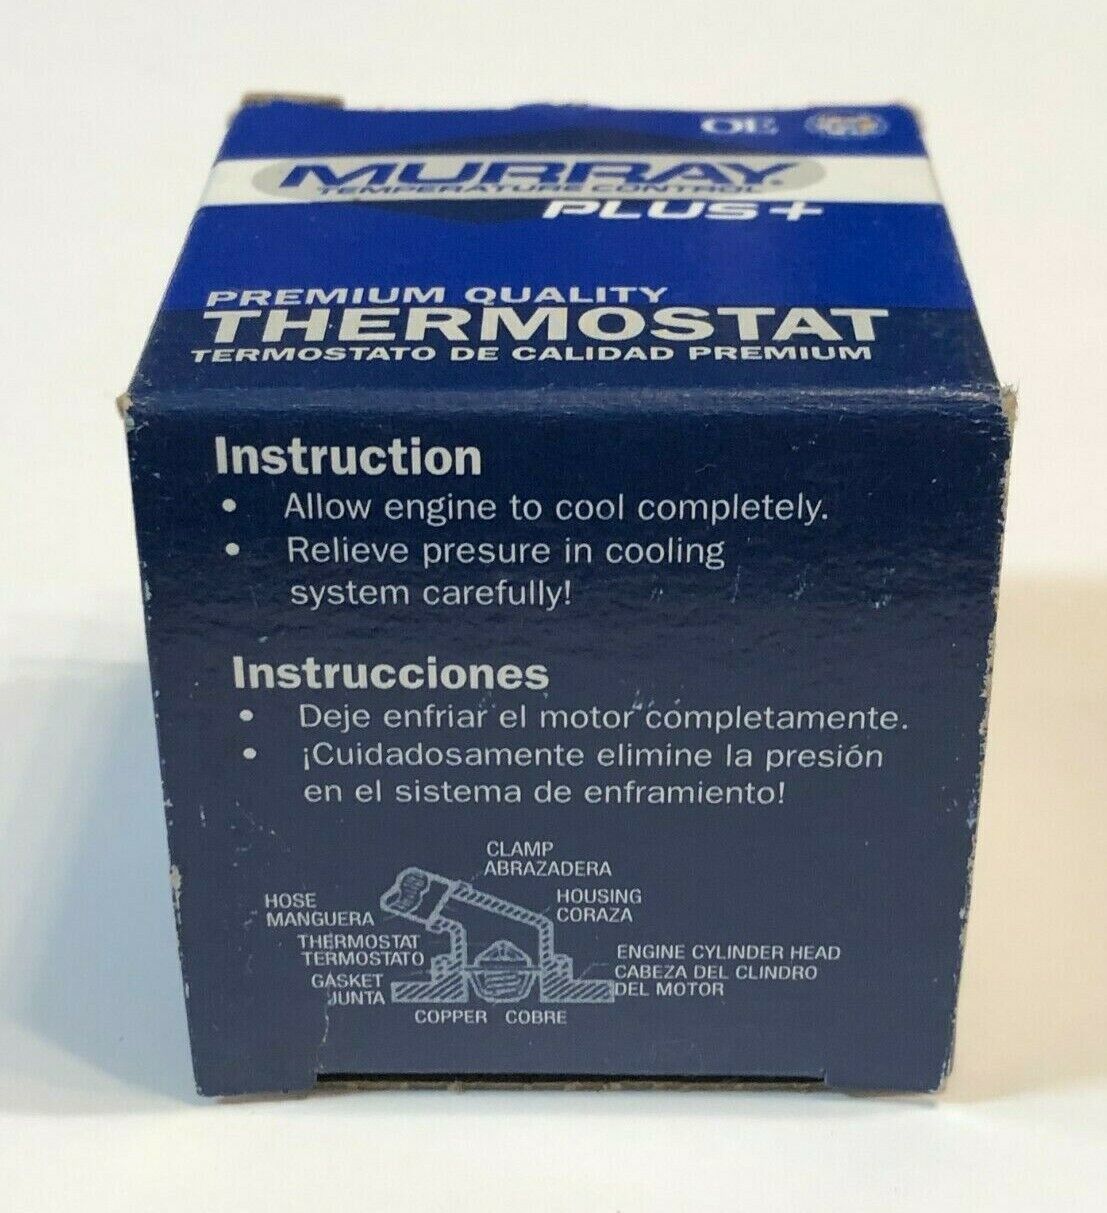 OE
MURRAY®
TEMPERATURE CONTROL®
PLUS+
PREMIUM QUALITY
THERMOSTAT
TERMOSTATO DE CALIDAD PREMIUM
Instruction
• Allow engine to cool completely.
• Relieve presure in cooling
system carefully!
Instrucciones
• Deje enfriar el motor completamente.
• ¡Cuidadosamente elimine la presión
en el sistema de enframiento!
CLAMP
ABRAZADERA
HOSE
MANGUERA
HOUSING
CORAZA
THERMOSTAT
TERMOSTATO
GASKET
JUNTA
ENGINE CYLINDER HEAD
CABEZA DEL CLINDRO
DEL MOTOR
COPPER COBRE